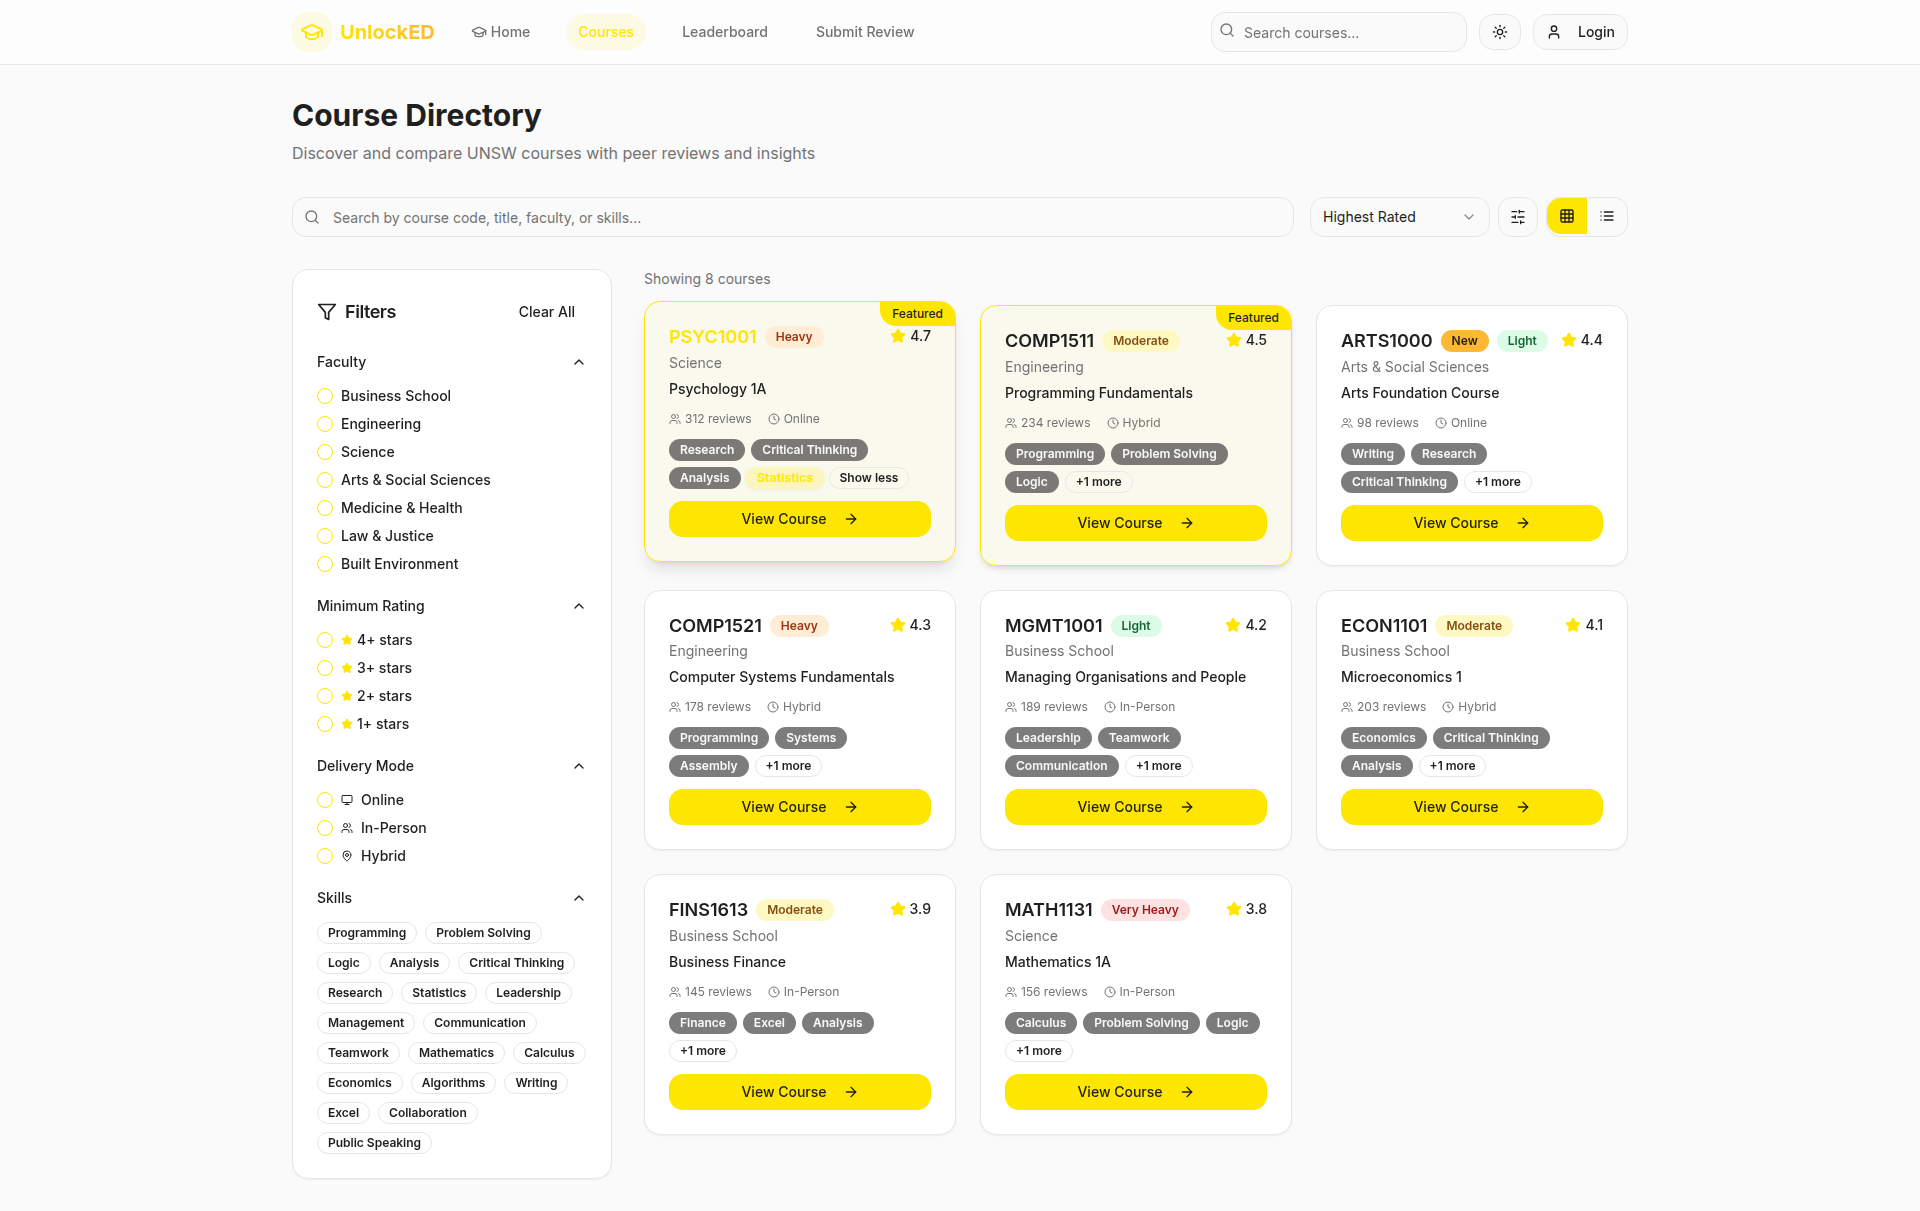 UnlockED
Home
Courses
Leaderboard
Submit Review
Search courses...
Login
Course Directory
Discover and compare UNSW courses with peer reviews and insights
Search by course code, title, faculty, or skills...
Highest Rated
Filters
Clear All
Faculty
Business School
Engineering
Science
Arts & Social Sciences
Medicine & Health
Law & Justice
Built Environment
Minimum Rating
4+ stars
3+ stars
2+ stars
1+ stars
Delivery Mode
Online
In-Person
Hybrid
Skills
Programming Problem Solving
Logic Analysis Critical Thinking
Research Statistics Leadership
Management Communication
Teamwork Mathematics Calculus
Economics Algorithms Writing
Excel Collaboration
Public Speaking
Showing 8 courses
Featured
PSYC1001 Heavy 4.7
Science
Psychology 1A
312 reviews Online
Research Critical Thinking
Analysis Statistics Show less
View Course
Featured
COMP1511 Moderate 4.5
Engineering
Programming Fundamentals
234 reviews Hybrid
Programming Problem Solving
Logic +1 more
View Course
ARTS1000 New Light 4.4
Arts & Social Sciences
Arts Foundation Course
98 reviews Online
Writing Research
Critical Thinking +1 more
View Course
COMP1521 Heavy 4.3
Engineering
Computer Systems Fundamentals
178 reviews Hybrid
Programming Systems
Assembly +1 more
View Course
MGMT1001 Light 4.2
Business School
Managing Organisations and People
189 reviews In-Person
Leadership Teamwork
Communication +1 more
View Course
ECON1101 Moderate 4.1
Business School
Microeconomics 1
203 reviews Hybrid
Economics Critical Thinking
Analysis +1 more
View Course
FINS1613 Moderate 3.9
Business School
Business Finance
145 reviews In-Person
Finance Excel Analysis
+1 more
View Course
MATH1131 Very Heavy 3.8
Science
Mathematics 1A
156 reviews In-Person
Calculus Problem Solving Logic
+1 more
View Course